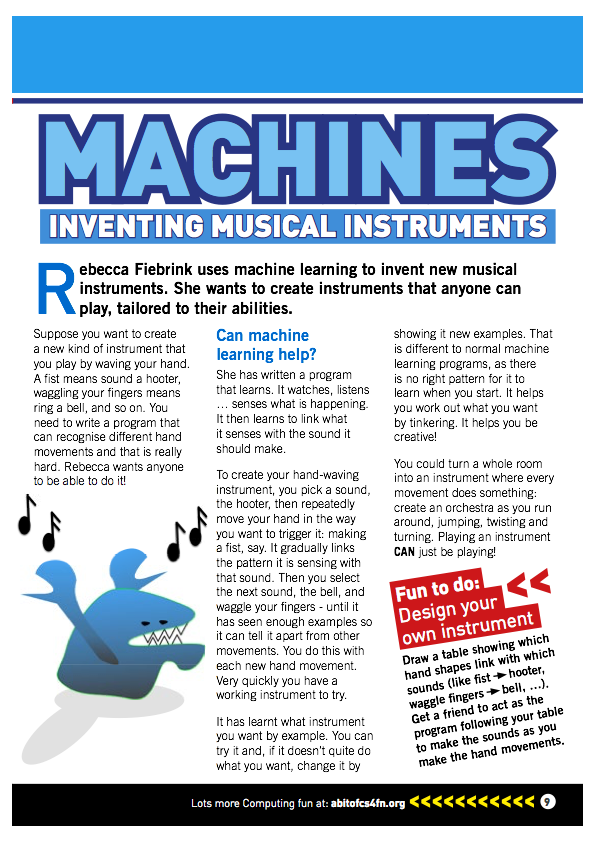 MACHINES
INVENTING MUSICAL INSTRUMENTS
Rebecca Fiebrink uses machine learning to invent new musical
instruments. She wants to create instruments that anyone can
play, tailored to their abilities.
Suppose you want to create
a new kind of instrument that
you play by waving your hand.
A fist means sound a hooter,
waggling your fingers means
ring a bell, and so on. You
need to write a program that
can recognise different hand
movements and that is really
hard. Rebecca wants anyone
to be able to do it!
Can machine
learning help?
She has written a program
that learns. It watches, listens
… senses what is happening.
It then learns to link what
it senses with the sound it
should make.
To create your hand-waving
instrument, you pick a sound,
the hooter, then repeatedly
move your hand in the way
you want to trigger it: making
a fist, say. It gradually links
the pattern it is sensing with
that sound. Then you select
the next sound, the bell, and
waggle your fingers - until it
has seen enough examples so
it can tell it apart from other
movements. You do this with
each new hand movement.
Very quickly you have a
working instrument to try.
It has learnt what instrument
you want by example. You can
try it and, if it doesn't quite do
what you want, change it by
showing it new examples. That
is different to normal machine
learning programs, as there
is no right pattern for it to
learn when you start. It helps
you work out what you want
by tinkering. It helps you be
creative!
You could turn a whole room
into an instrument where every
movement does something:
create an orchestra as you run
around, jumping, twisting and
turning. Playing an instrument
CAN just be playing!
Fun to do: <<
Design your
own instrument
Draw a table showing which
hand shapes link with which
sounds (like fist → hooter,
waggle fingers → bell, …).
Get a friend to act as the
program following your table
to make the sounds as you
make the hand movements.
Lots more Computing fun at: abitofcs4fn.org <<<<<<<<<<< 9